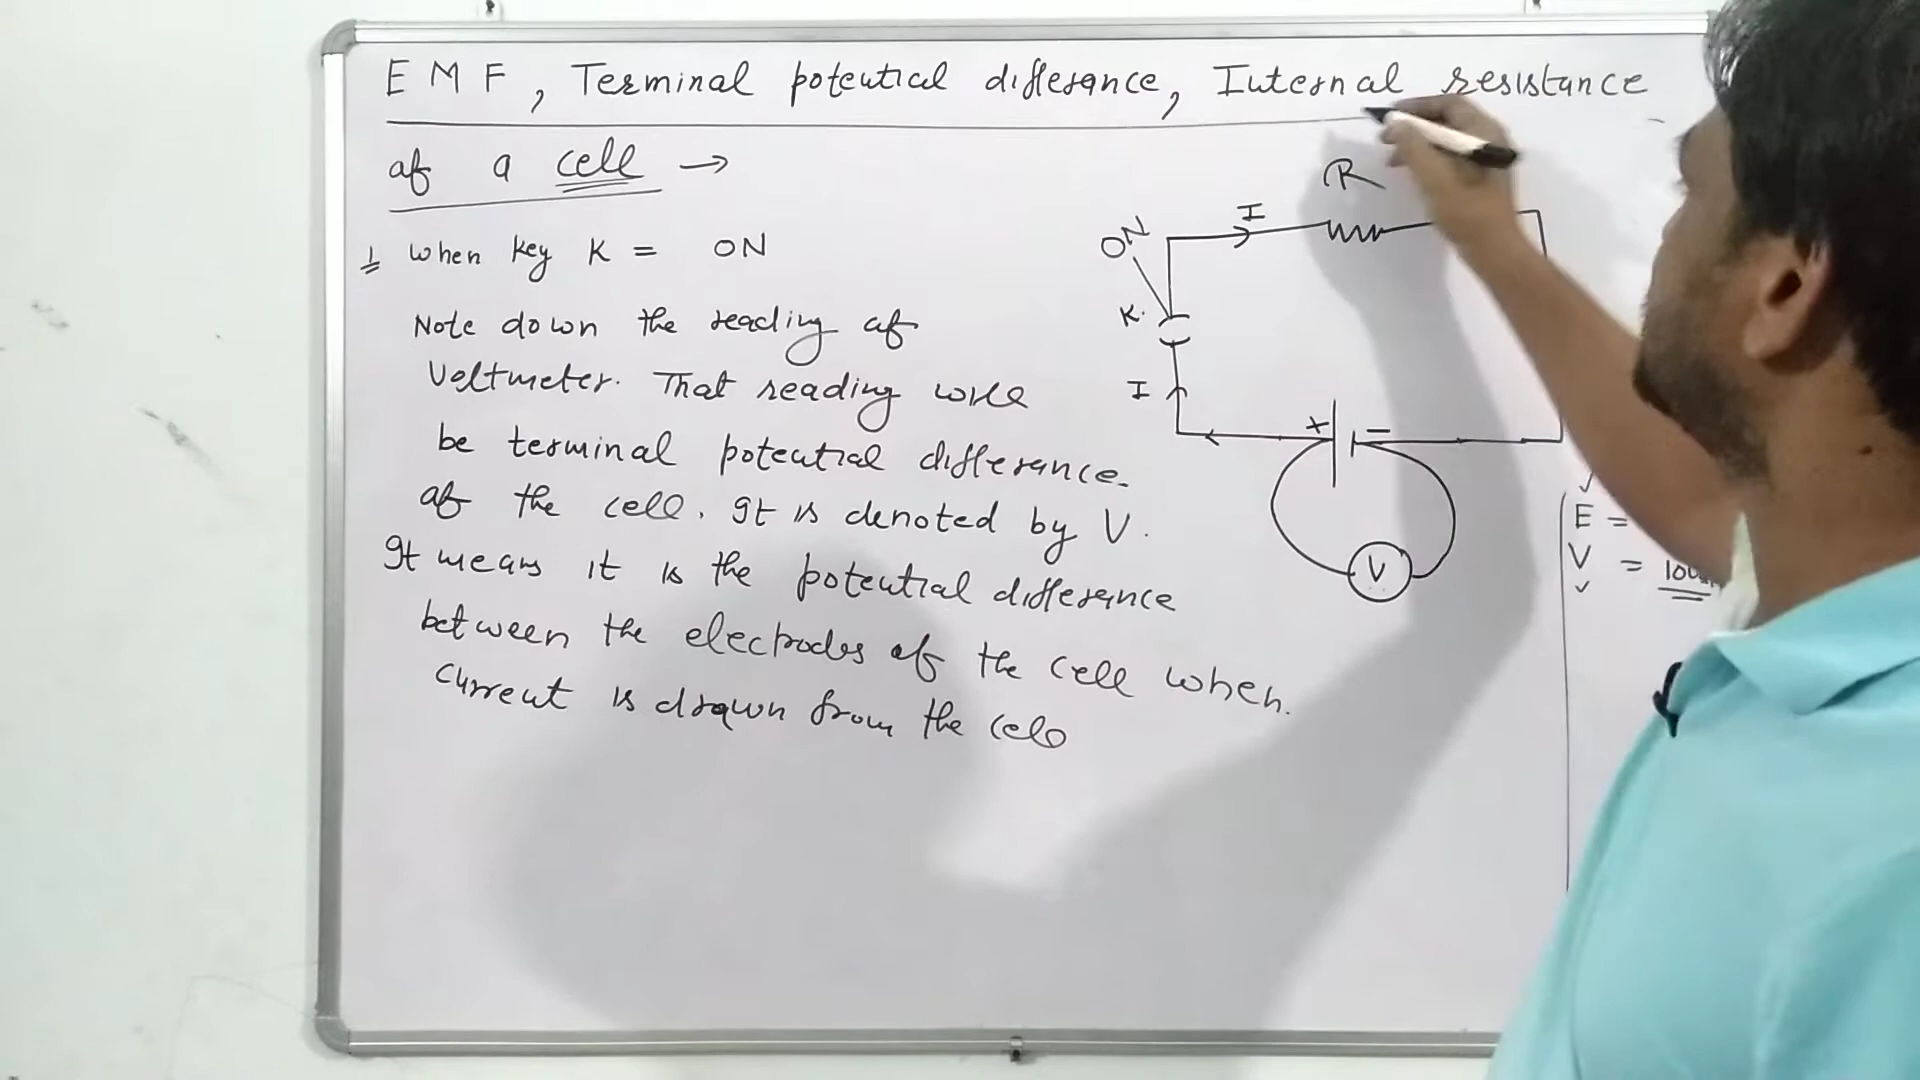 EMF, Terminal potential difference, Internal resistance
of a cell →
1 When key K = ON
Note down the reading of
Voltmeter. That reading will
be terminal potential difference.
of the cell. It is denoted by V.
It means it is the potential difference
between the electrodes of the cell when.
current is drawn from the cell
R
I
ON
K.
I
+ −
V
E =
V =